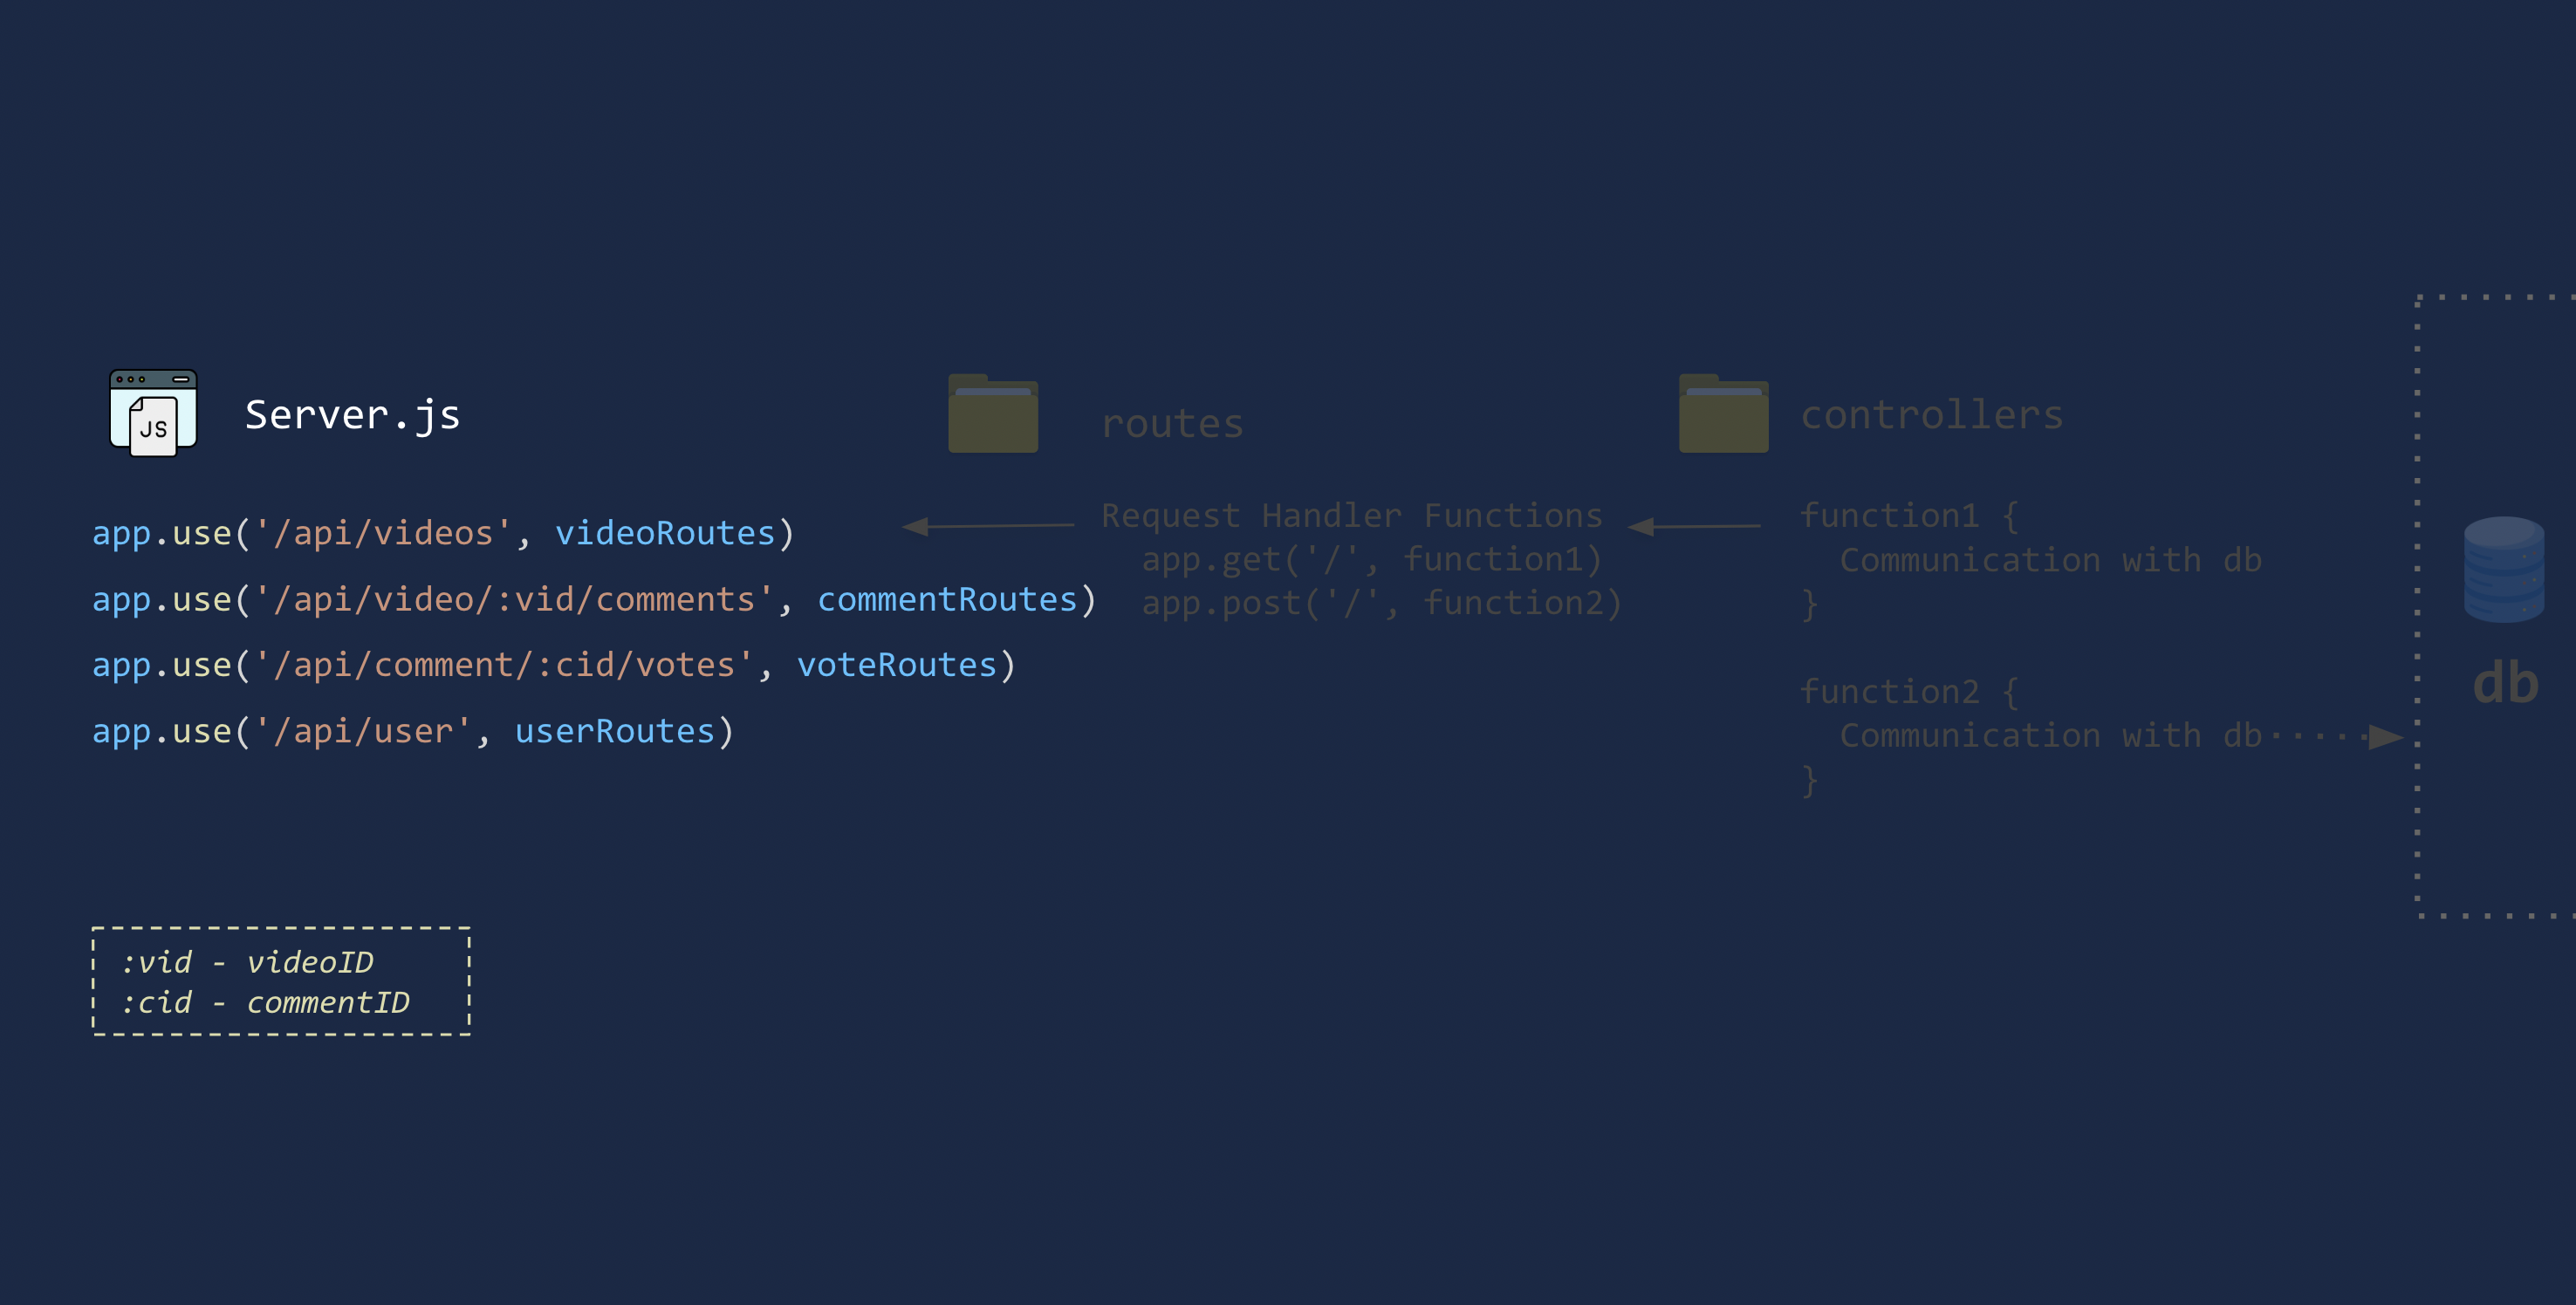 JS
Server.js
app.use('/api/videos', videoRoutes)
app.use('/api/video/:vid/comments', commentRoutes)
app.use('/api/comment/:cid/votes', voteRoutes)
app.use('/api/user', userRoutes)
:vid - videoID
:cid - commentID
routes
Request Handler Functions
app.get('/', function1)
app.post('/', function2)
controllers
function1 {
Communication with db
}
function2 {
Communication with db
}
db